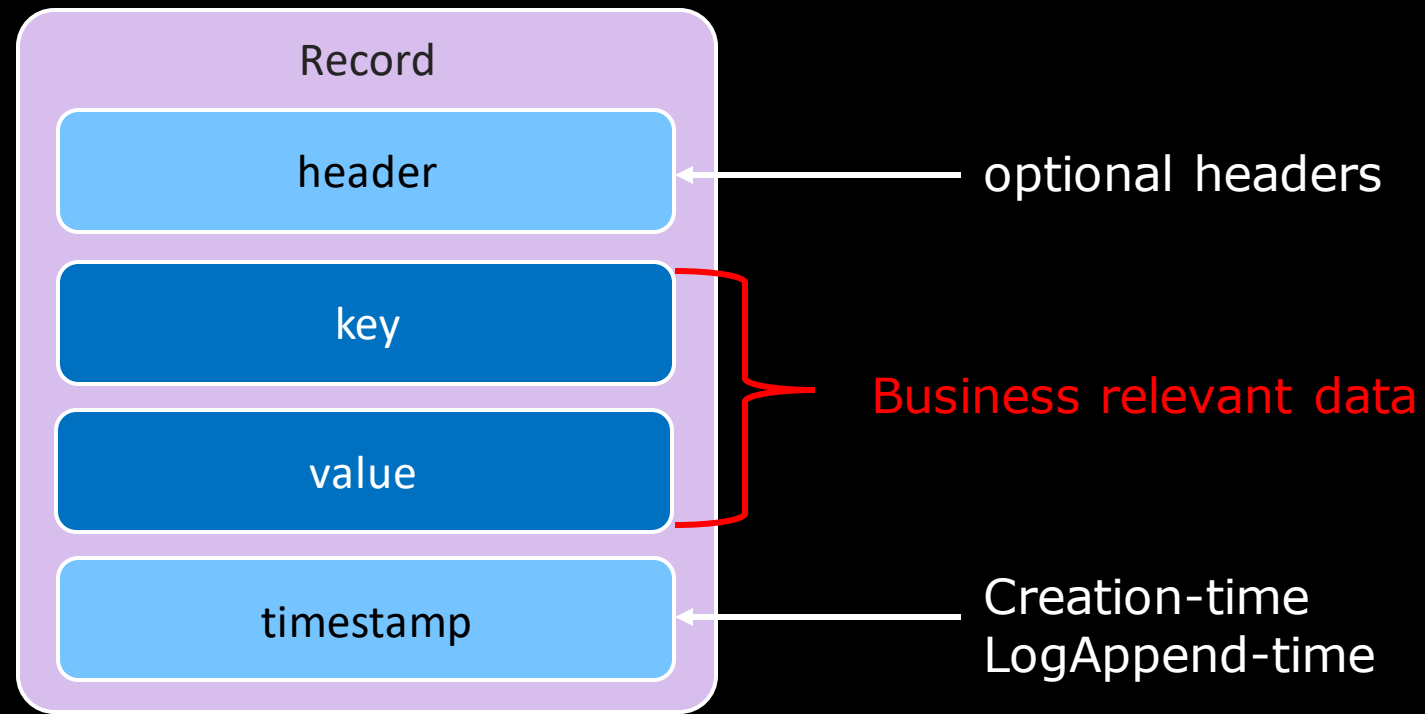 Record
header
optional headers
key
Business relevant data
value
timestamp
Creation-time
LogAppend-time